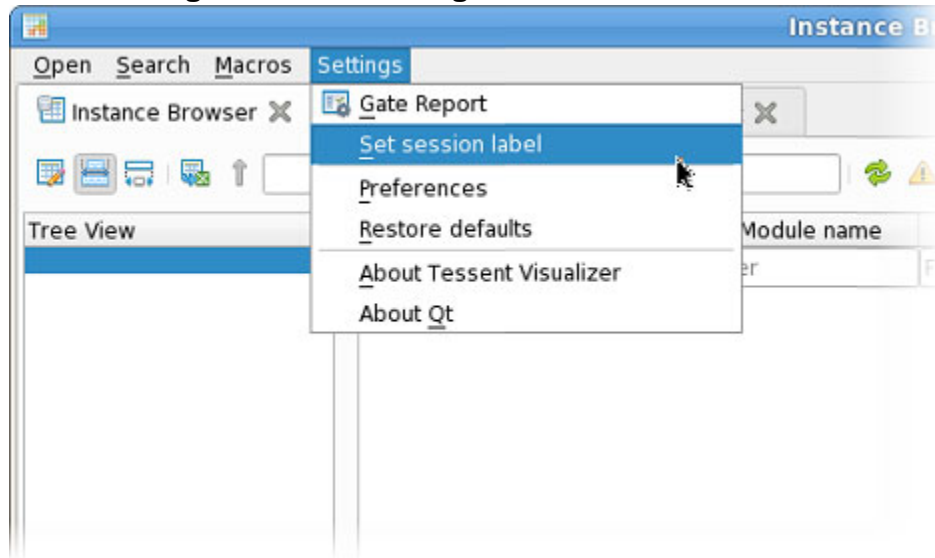 Instance B
Open Search Macros Settings
Instance Browser
Gate Report
Set session label
Preferences
Restore defaults
About Tessent Visualizer
About Qt
Tree View
Module name
er
F